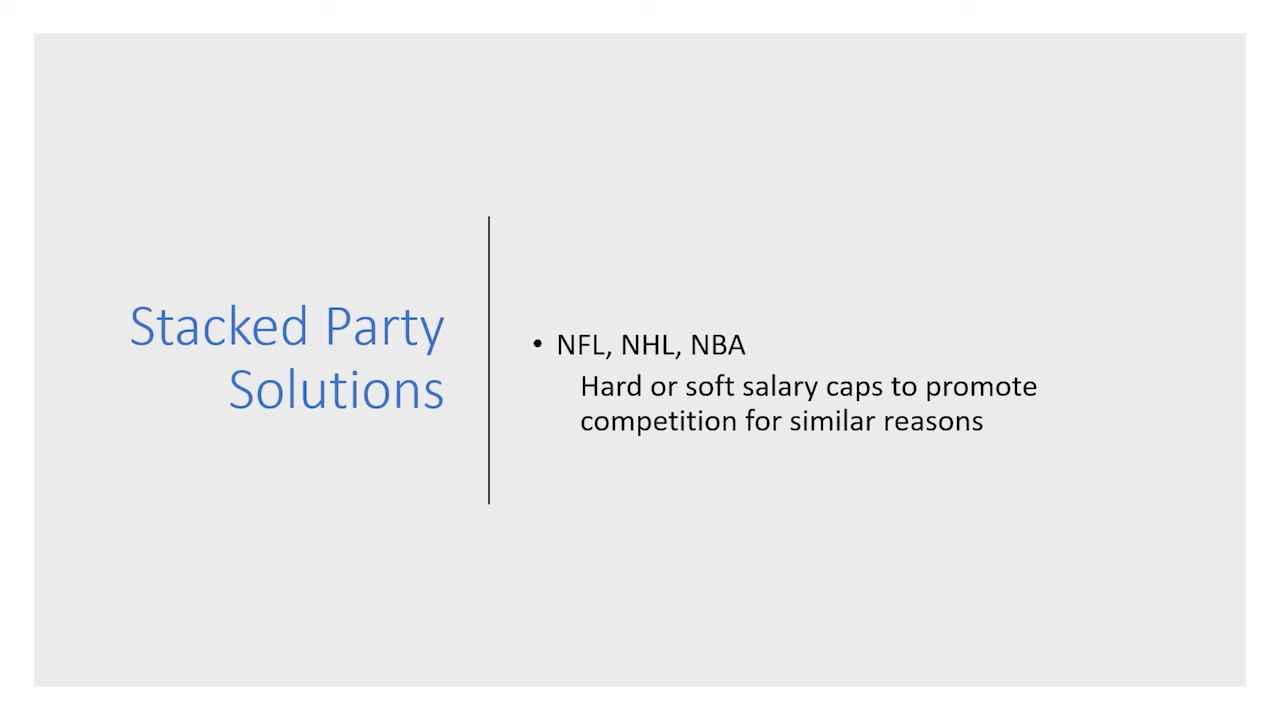 Stacked Party
Solutions
• NFL, NHL, NBA
Hard or soft salary caps to promote
competition for similar reasons